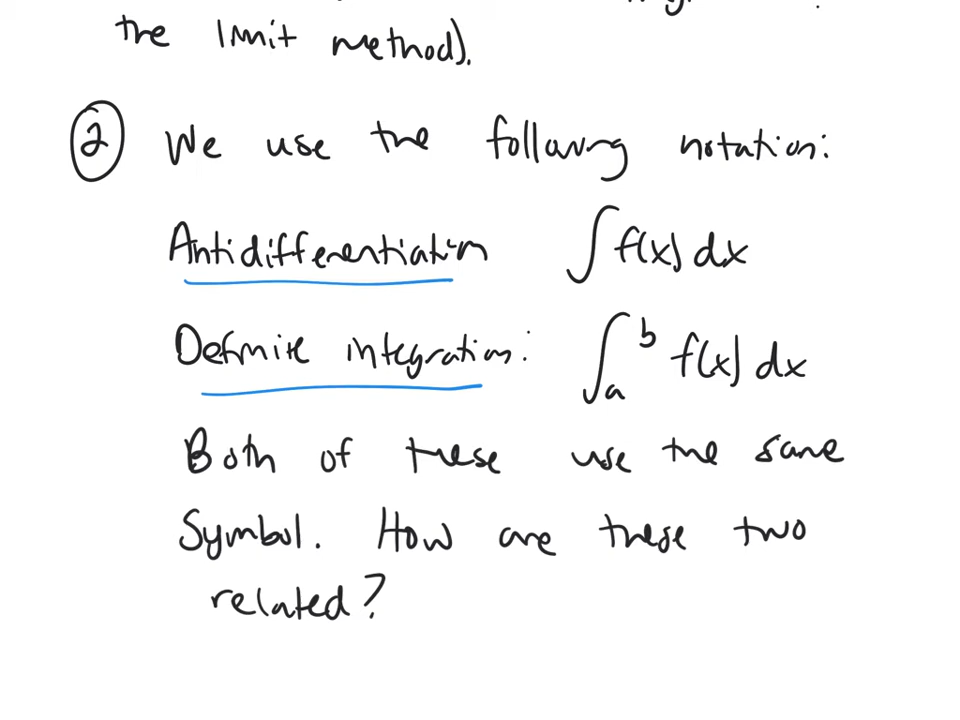 the limit method).
② We use the following notation:
Antidifferentiation ∫ f(x) dx
Definite integration: ∫_a^b f(x) dx
Both of these use the same
Symbol. How are these two
related?